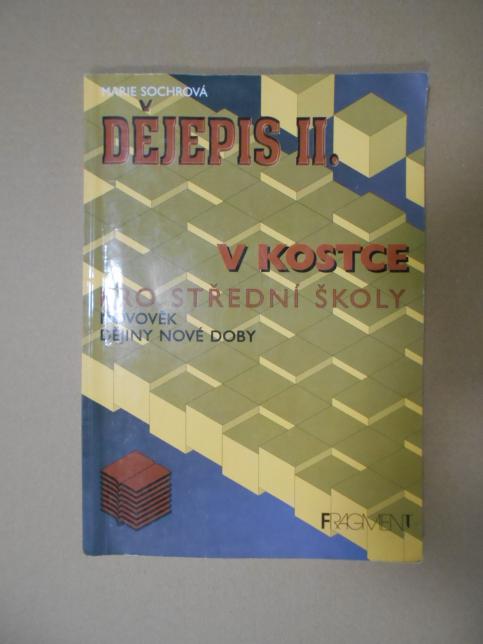 MARIE SOCHROVÁ
DĚJEPIS II.
V KOSTCE
PRO STŘEDNÍ ŠKOLY
NOVOVĚK
DĚJINY NOVÉ DOBY
FRAGMENT